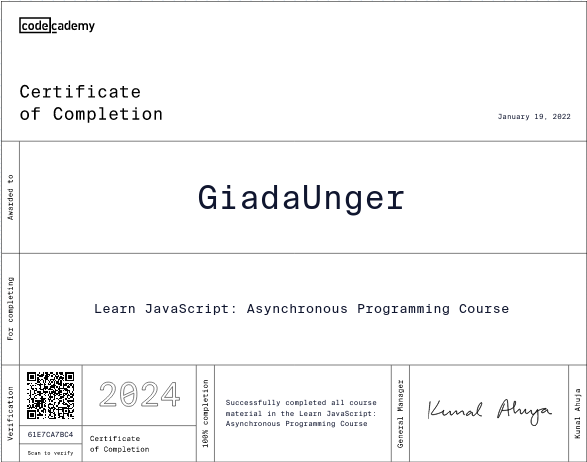 codecademy
Certificate
of Completion
January 19, 2022
Awarded to
GiadaUnger
For completing
Learn JavaScript: Asynchronous Programming Course
Verification
61E7CA7BC4
Scan to verify
2024
Certificate
of Completion
100% completion
Successfully completed all course
material in the Learn JavaScript:
Asynchronous Programming Course
General Manager
Kunal Ahuja
Kunal Ahuja